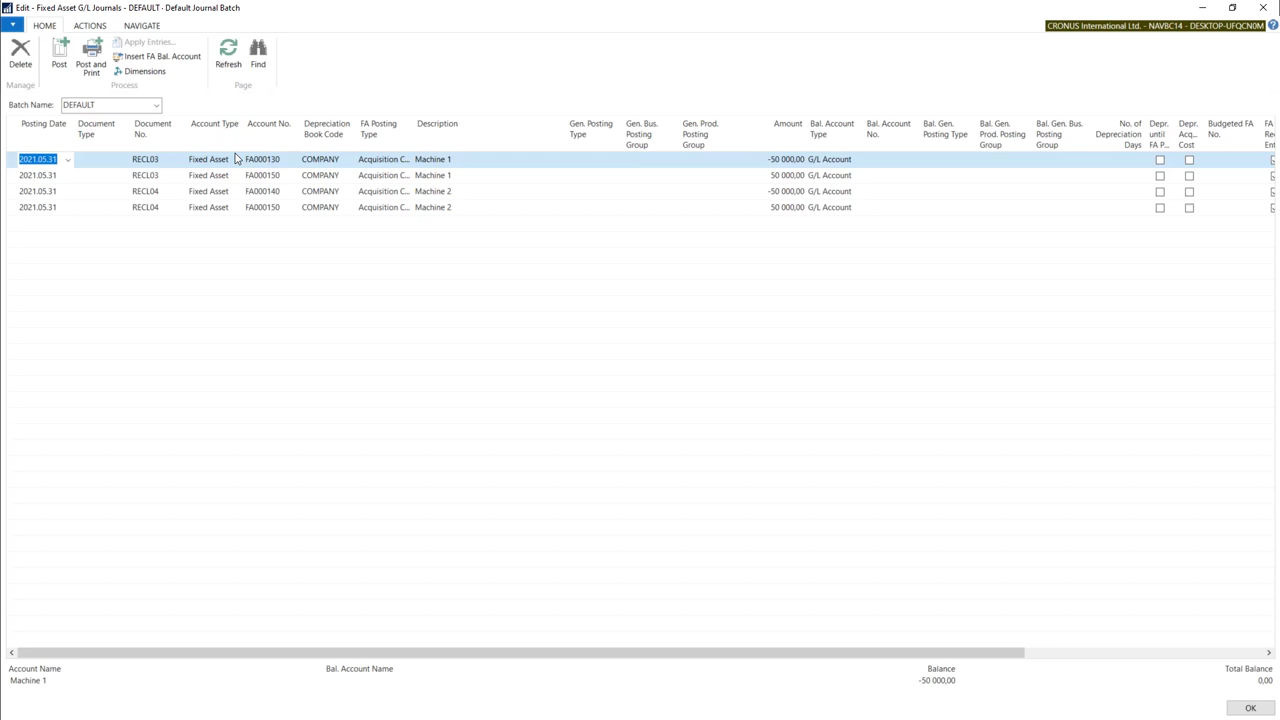 Edit - Fixed Asset G/L Journals - DEFAULT · Default Journal Batch
HOME ACTIONS NAVIGATE
CRONUS International Ltd. - NAVBC14 - DESKTOP-UFQCN0M
Delete
Post
Post and Print
Apply Entries...
Insert FA Bal. Account
Dimensions
Refresh
Find
Manage Process Page
Batch Name: DEFAULT
Posting Date Document Type Document No. Account Type Account No. Depreciation Book Code FA Posting Type Description Gen. Posting Type Gen. Bus. Posting Group Gen. Prod. Posting Group Amount Bal. Account Type Bal. Account No. Bal. Gen. Posting Type Bal. Gen. Prod. Posting Group Bal. Gen. Bus. Posting Group No. of Depreciation Days Depr. until FA P... Depr. Acq... Cost Budgeted FA No. FA Rec Ent
2021.05.31 RECL03 Fixed Asset FA000130 COMPANY Acquisition C... Machine 1 -50 000,00 G/L Account
2021.05.31 RECL03 Fixed Asset FA000150 COMPANY Acquisition C... Machine 1 50 000,00 G/L Account
2021.05.31 RECL04 Fixed Asset FA000140 COMPANY Acquisition C... Machine 2 -50 000,00 G/L Account
2021.05.31 RECL04 Fixed Asset FA000150 COMPANY Acquisition C... Machine 2 50 000,00 G/L Account
Account Name Bal. Account Name Balance Total Balance
Machine 1 -50 000,00 0,00
OK